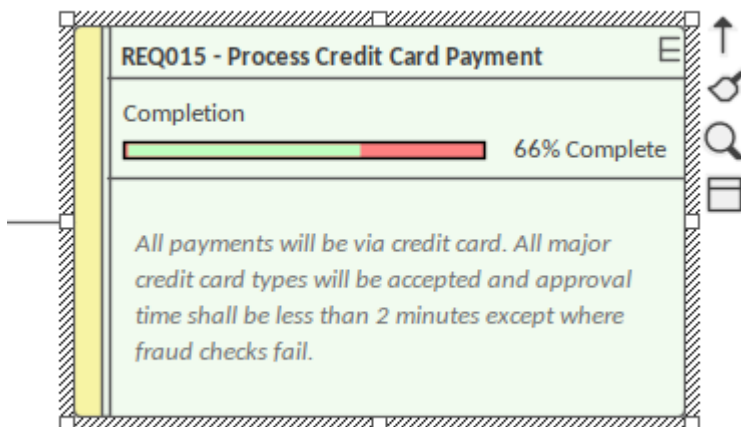 REQ015 - Process Credit Card Payment
Completion
66% Complete
All payments will be via credit card. All major
credit card types will be accepted and approval
time shall be less than 2 minutes except where
fraud checks fail.